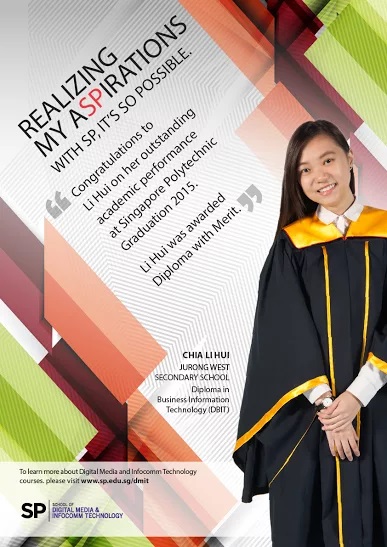 REALIZING
MY ASPIRATIONS
WITH SP, IT'S SO POSSIBLE.
“
Congratulations to
Li Hui on her outstanding
academic performance
at Singapore Polytechnic
Graduation 2015.
Li Hui was awarded
Diploma with Merit.
”
CHIA LI HUI
JURONG WEST
SECONDARY SCHOOL
Diploma in
Business Information
Technology (DBIT)
To learn more about Digital Media and Infocomm Technology
courses. please visit www.sp.edu.sg/dmit
SP
SCHOOL OF
DIGITAL MEDIA &
INFOCOMM TECHNOLOGY